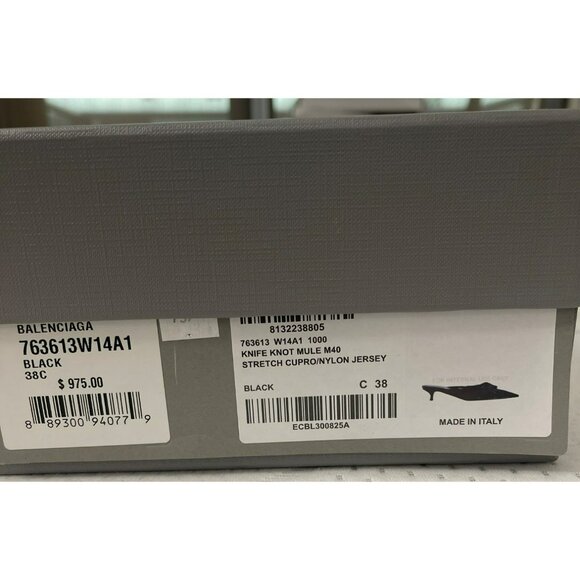 BALENCIAGA
763613W14A1
BLACK
38C
$ 975.00
8 89300 94077 9
8132238805
763613 W14A1 1000
KNIFE KNOT MULE M40
STRETCH CUPRO/NYLON JERSEY
BLACK C 38
ECBL300825A
MADE IN ITALY